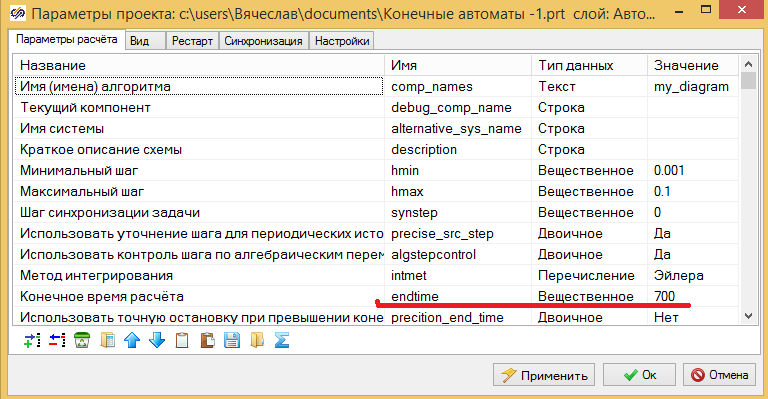 Параметры проекта: c:\users\Вячеслав\documents\Конечные автоматы -1.prt слой: Авто...
Параметры расчёта Вид Рестарт Синхронизация Настройки
Название Имя Тип данных Значение
Имя (имена) алгоритма comp_names Текст my_diagram
Текущий компонент debug_comp_name Строка
Имя системы alternative_sys_name Строка
Краткое описание схемы description Строка
Минимальный шаг hmin Вещественное 0.001
Максимальный шаг hmax Вещественное 0.1
Шаг синхронизации задачи synstep Вещественное 0
Использовать уточнение шага для периодических исто precise_src_step Двоичное Да
Использовать контроль шага по алгебраическим перем algstepcontrol Двоичное Да
Метод интегрирования intmet Перечисление Эйлера
Конечное время расчёта endtime Вещественное 700
Использовать точную остановку при превышении коне precition_end_time Двоичное Нет
Применить Ок Отмена